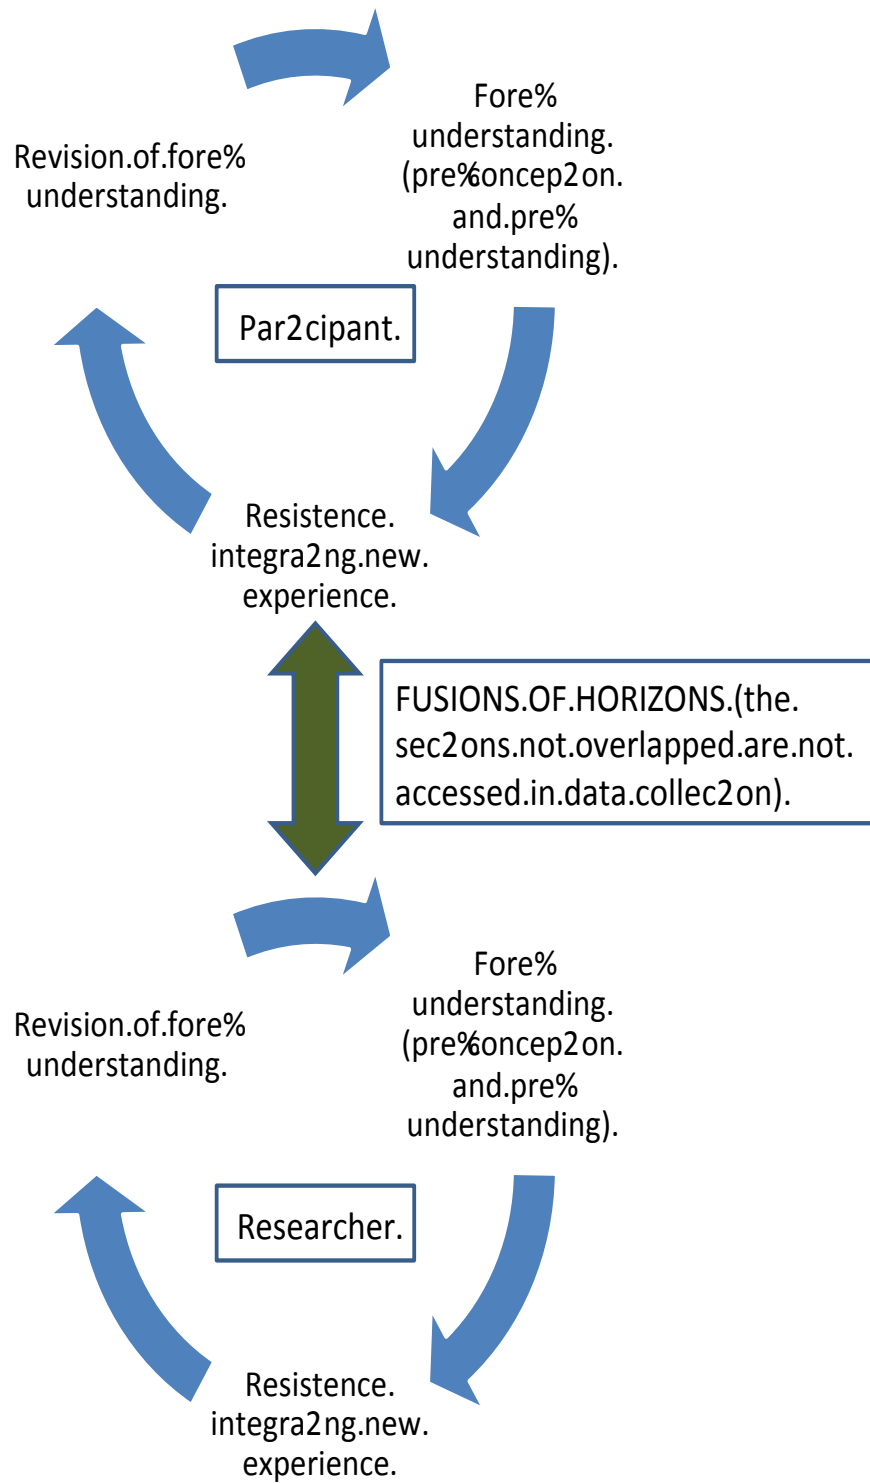 Fore%
understanding.
(pre%concep2on.
and.pre%
understanding).
Revision.of.fore%
understanding.
Par2cipant.
Resistence.
integra2ng.new.
experience.
FUSIONS.OF.HORIZONS.(the.
sec2ons.not.overlapped.are.not.
accessed.in.data.collec2on).
Fore%
understanding.
(pre%concep2on.
and.pre%
understanding).
Revision.of.fore%
understanding.
Researcher.
Resistence.
integra2ng.new.
experience.